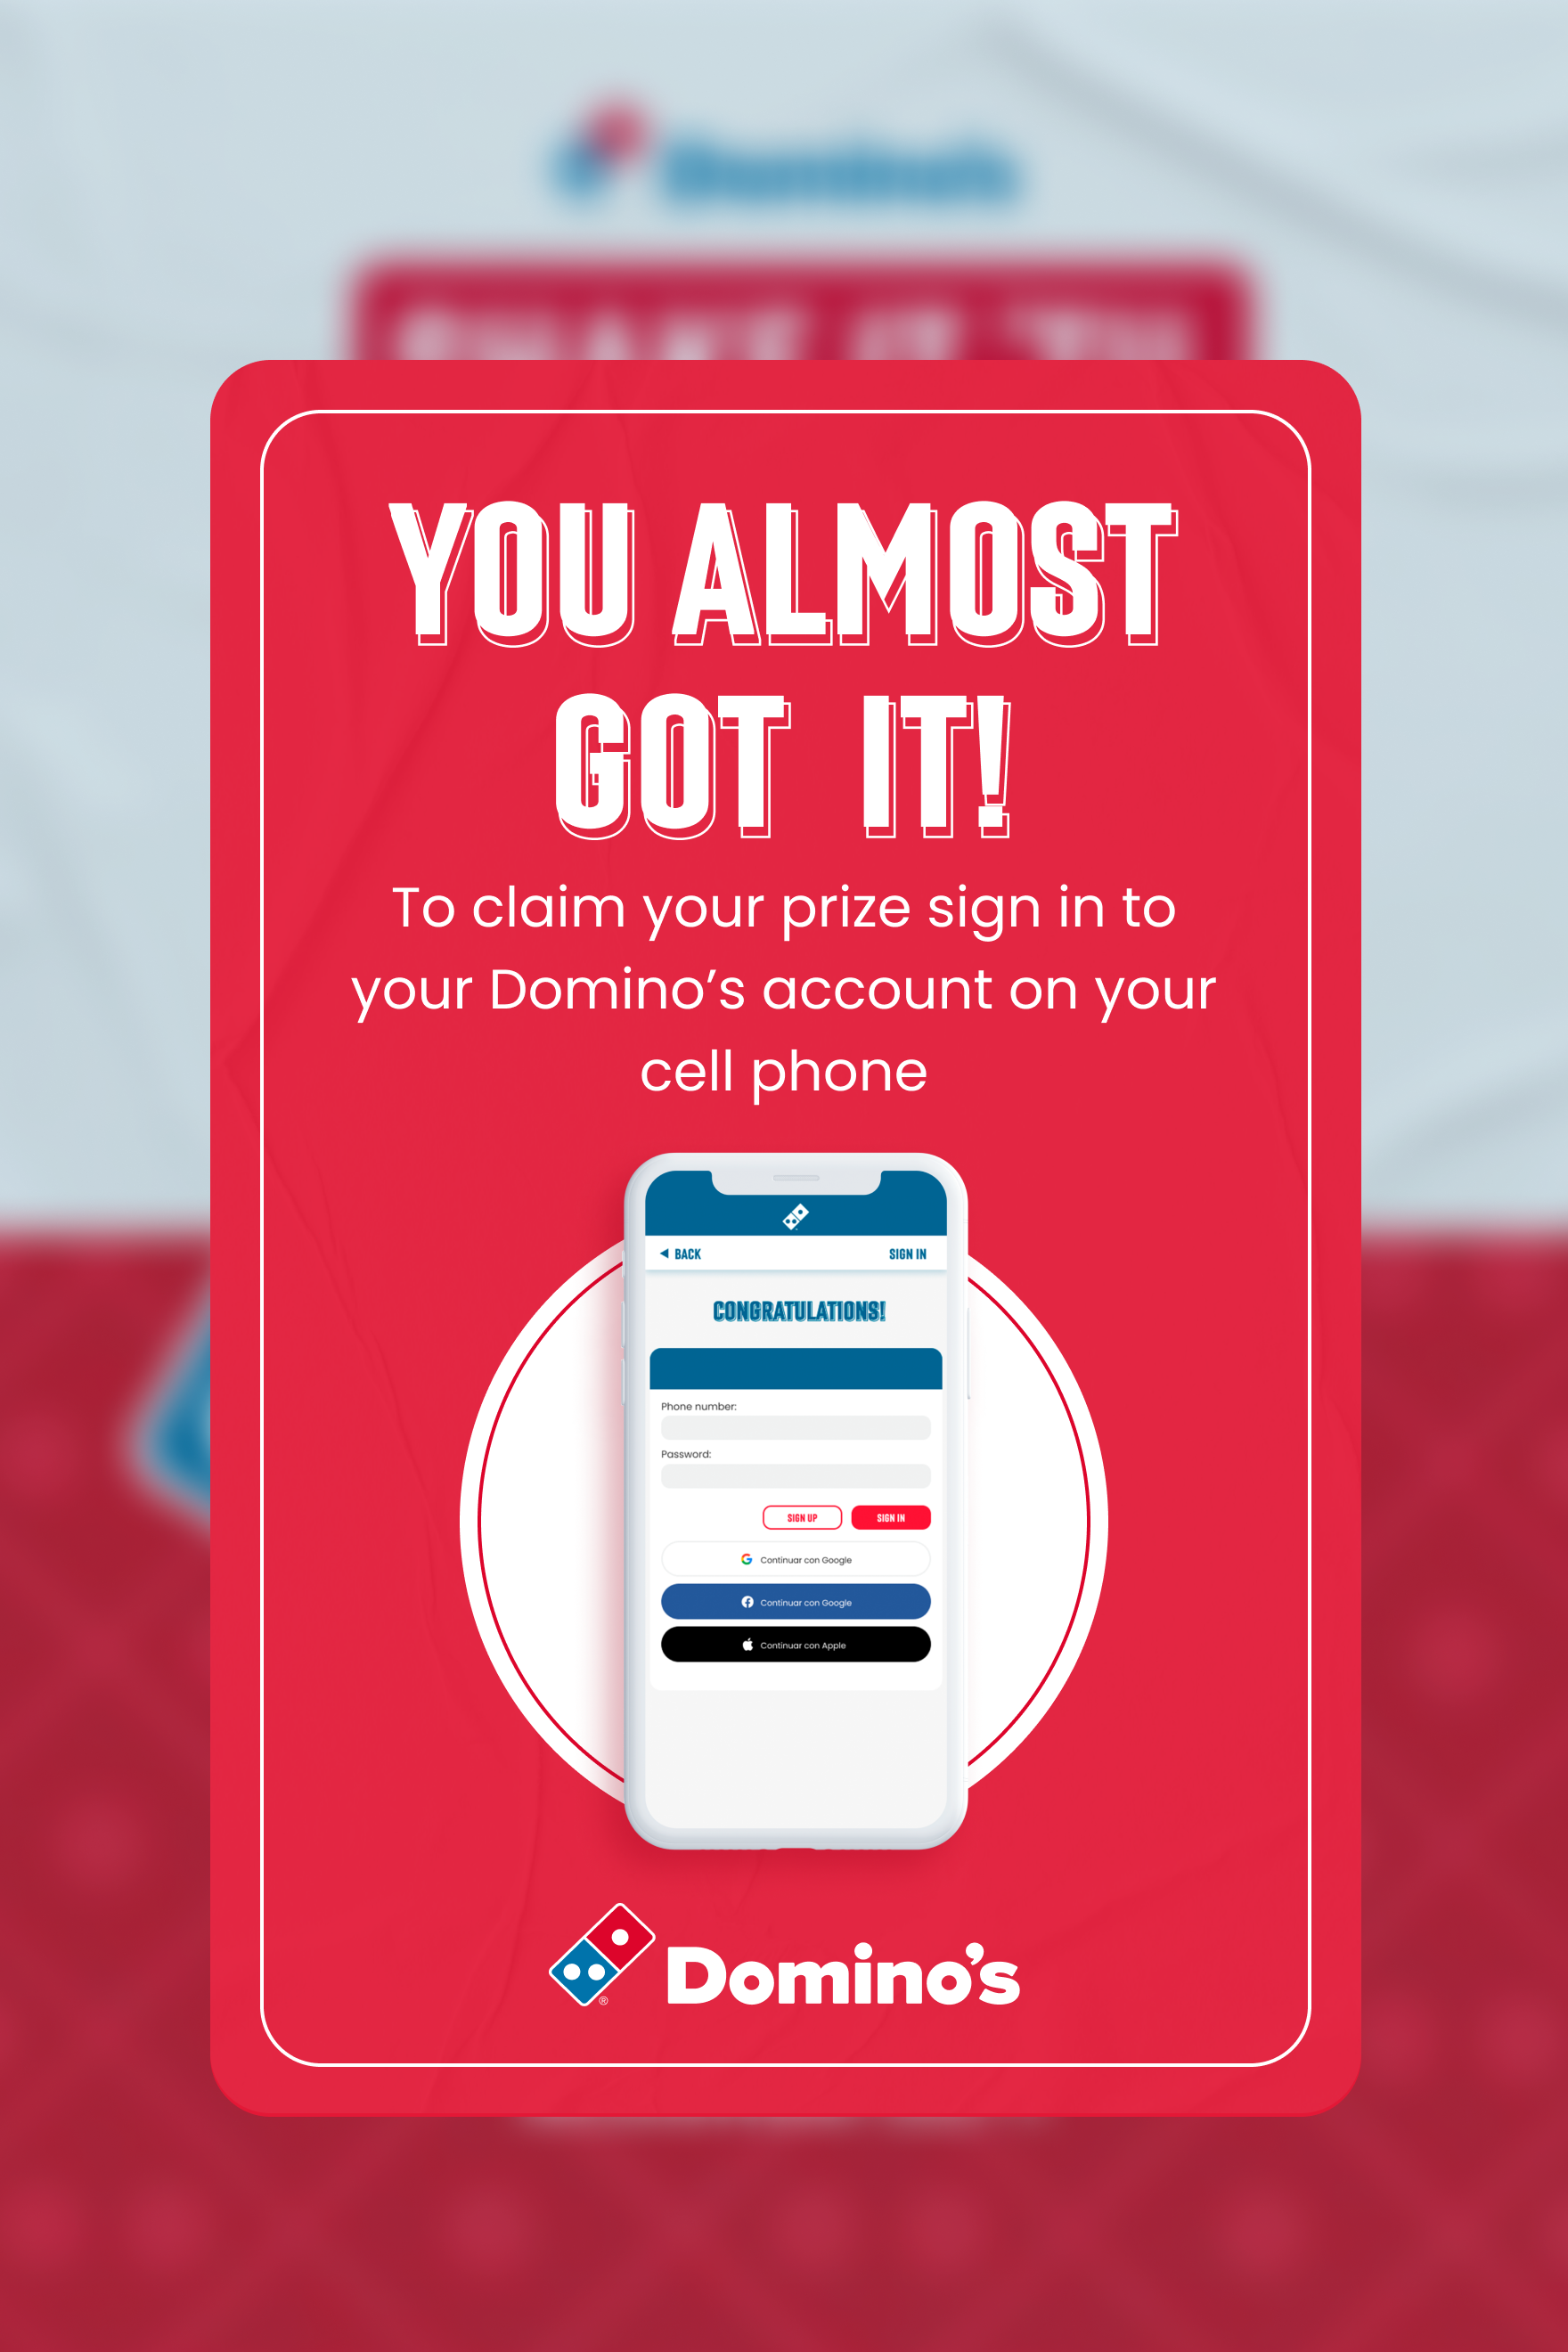 YOU ALMOST
GOT IT!
To claim your prize sign in to
your Domino’s account on your
cell phone
BACK
SIGN IN
CONGRATULATIONS!
Phone number:
Password:
SIGN UP
SIGN IN
Continuar con Google
Continuar con Google
Continuar con Apple
Domino’s
®